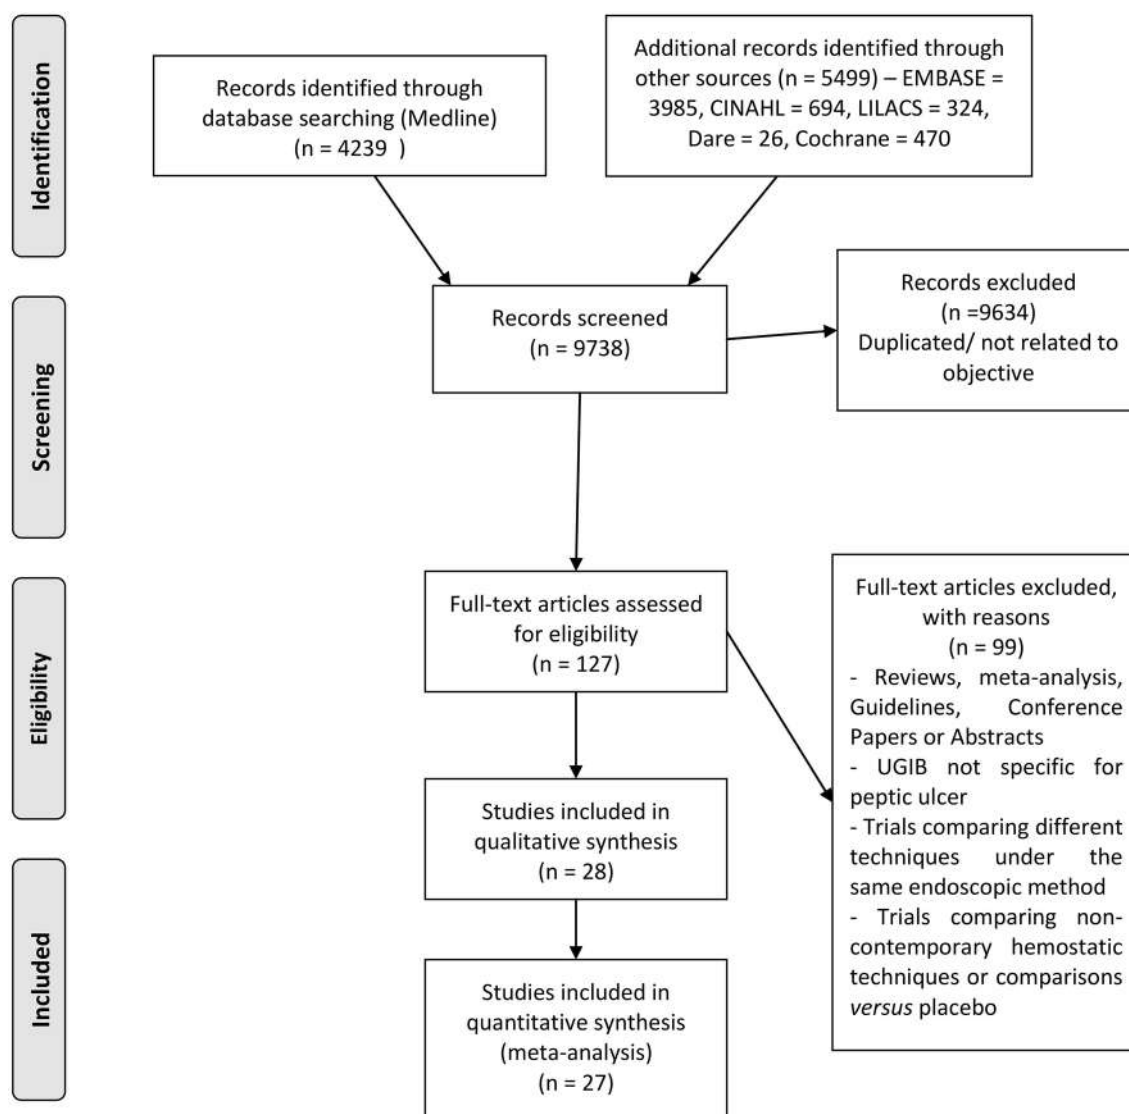 Identification
Records identified through
database searching (Medline)
(n = 4239 )
Additional records identified through
other sources (n = 5499) – EMBASE =
3985, CINAHL = 694, LILACS = 324,
Dare = 26, Cochrane = 470
Screening
Records screened
(n = 9738)
Records excluded
(n =9634)
Duplicated/ not related to
objective
Eligibility
Full-text articles assessed
for eligibility
(n = 127)
Full-text articles excluded,
with reasons
(n = 99)
- Reviews, meta-analysis,
Guidelines, Conference
Papers or Abstracts
- UGIB not specific for
peptic ulcer
- Trials comparing different
techniques under the
same endoscopic method
- Trials comparing non-
contemporary hemostatic
techniques or comparisons
versus placebo
Studies included in
qualitative synthesis
(n = 28)
Included
Studies included in
quantitative synthesis
(meta-analysis)
(n = 27)